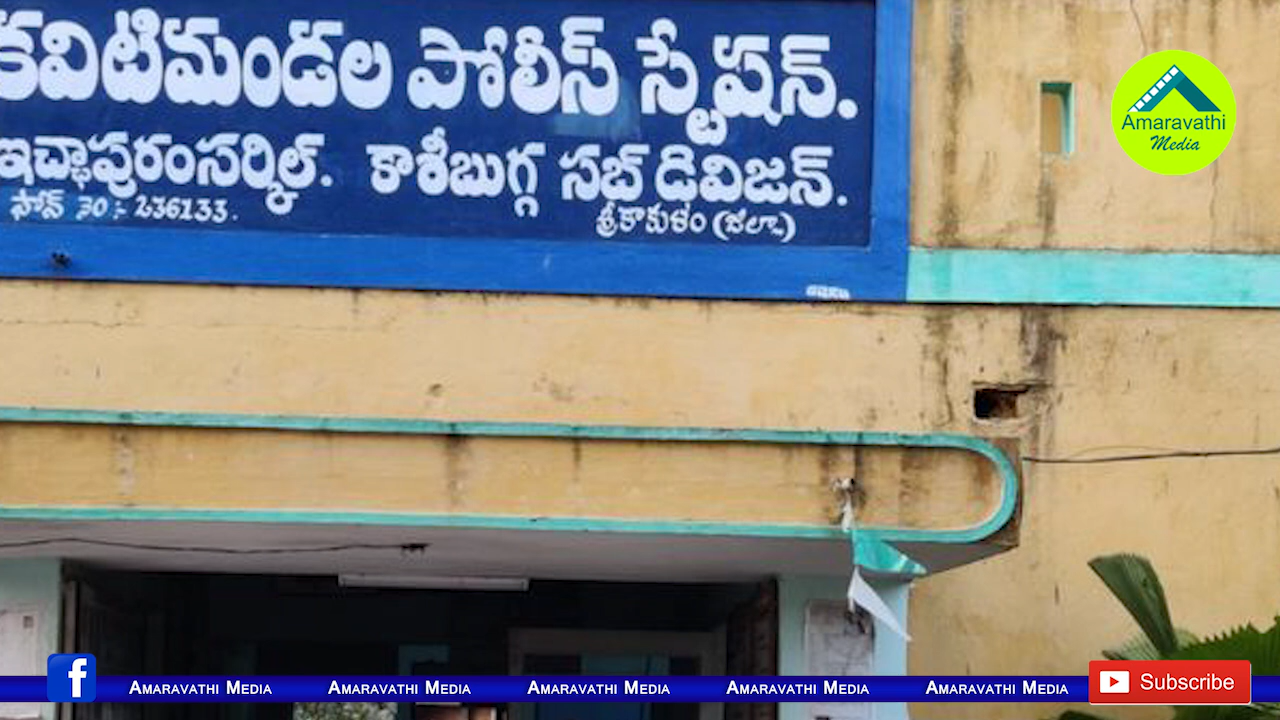 కవిటిమండల పోలీస్ స్టేషన్.
ఇచ్ఛాపురంసర్కిల్. కాశీబుగ్గ సబ్ డివిజన్.
ఫోన్ నెం :- 236133.
శ్రీకాకుళం (జిల్లా)
Amaravathi
Media
Amaravathi Media Amaravathi Media Amaravathi Media Amaravathi Media Amaravathi Media
f
Subscribe